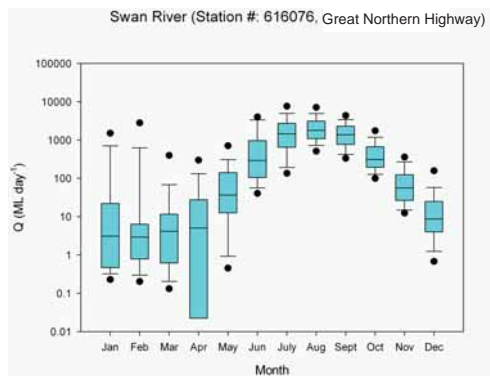 Swan River (Station #: 616076, Great Northern Highway)
100000
10000
1000
100
10
1
0.1
0.01
Q (ML day⁻¹)
Jan Feb Mar Apr May Jun July Aug Sept Oct Nov Dec
Month